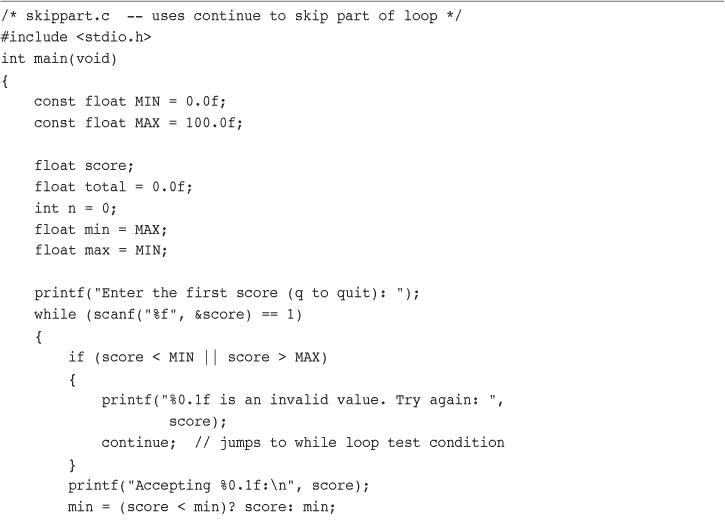 /* skippart.c  -- uses continue to skip part of loop */
#include <stdio.h>
int main(void)
{
    const float MIN = 0.0f;
    const float MAX = 100.0f;

    float score;
    float total = 0.0f;
    int n = 0;
    float min = MAX;
    float max = MIN;

    printf("Enter the first score (q to quit): ");
    while (scanf("%f", &score) == 1)
    {
        if (score < MIN || score > MAX)
        {
            printf("%0.1f is an invalid value. Try again: ",
                    score);
            continue;  // jumps to while loop test condition
        }
        printf("Accepting %0.1f:\n", score);
        min = (score < min)? score: min;